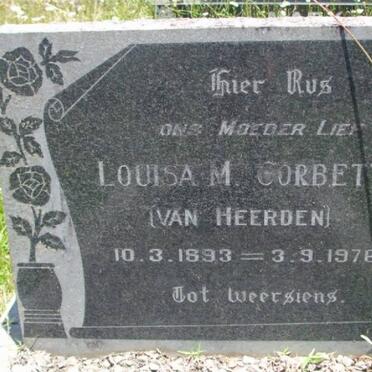 Hier Rus
ons Moeder Lief
Louisa M. Corbett
(van Heerden)
10.3.1893 = 3.9.1978
Tot weersiens.